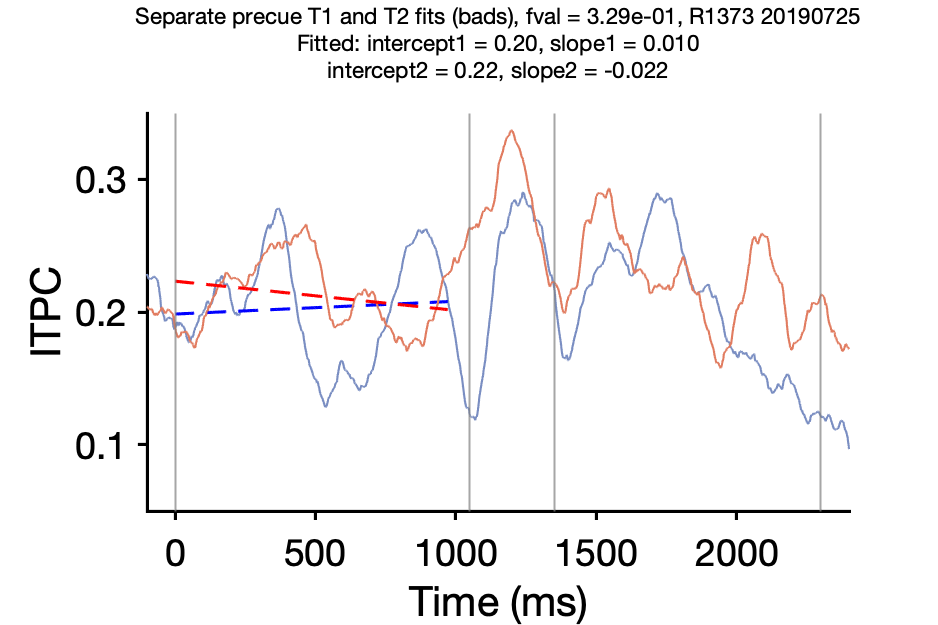 Separate precue T1 and T2 fits (bads), fval = 3.29e-01, R1373 20190725
Fitted: intercept1 = 0.20, slope1 = 0.010
intercept2 = 0.22, slope2 = -0.022
0.3
0.2
0.1
ITPC
0 500 1000 1500 2000
Time (ms)